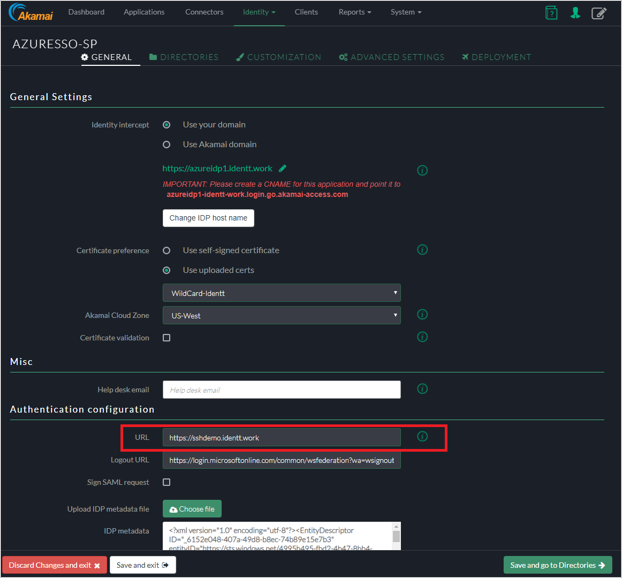 Akamai
Dashboard Applications Connectors Identity Clients Reports System
AZURESSO-SP
GENERAL DIRECTORIES CUSTOMIZATION ADVANCED SETTINGS DEPLOYMENT
General Settings
Identity intercept Use your domain
Use Akamai domain
https://azureidp1.identt.work
IMPORTANT: Please create a CNAME for this application and point it to
azureidp1-identt-work.login.go.akamai-access.com
Change IDP host name
Certificate preference Use self-signed certificate
Use uploaded certs
WildCard-Identt
Akamai Cloud Zone US-West
Certificate validation
Misc
Help desk email Help desk email
Authentication configuration
URL https://sshdemo.identt.work
Logout URL https://login.microsoftonline.com/common/wsfederation?wa=wsignout
Sign SAML request
Upload IDP metadata file Choose file
IDP metadata <?xml version="1.0" encoding="utf-8"?><EntityDescriptor
ID="_6152e048-407a-49d8-b8ec-74b89e15e7b3"
entityID="https://sts.windows.net/4995b495-fbd2-4b47-8bb4-
Discard Changes and exit Save and exit Save and go to Directories